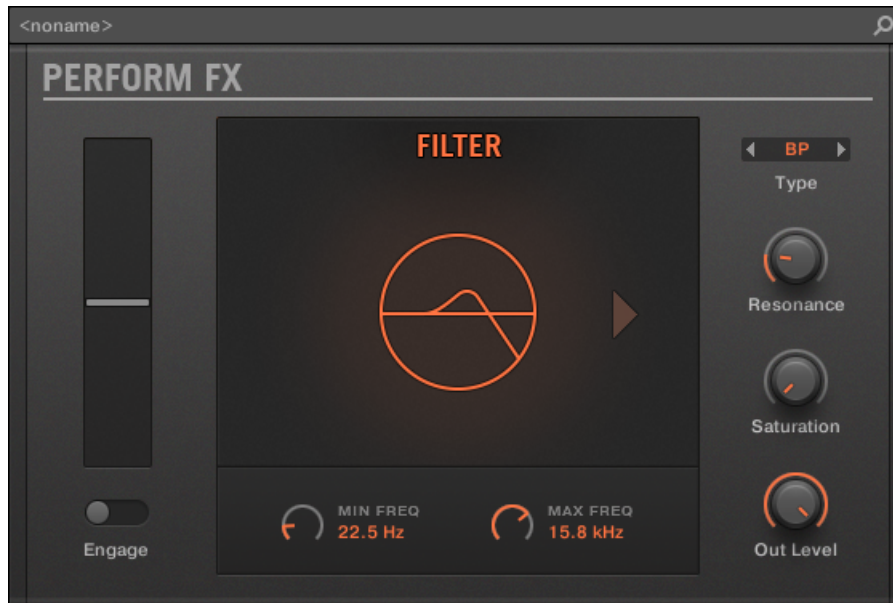 <noname>
PERFORM FX
FILTER
BP
Type
Resonance
Saturation
MIN FREQ
22.5 Hz
MAX FREQ
15.8 kHz
Engage
Out Level